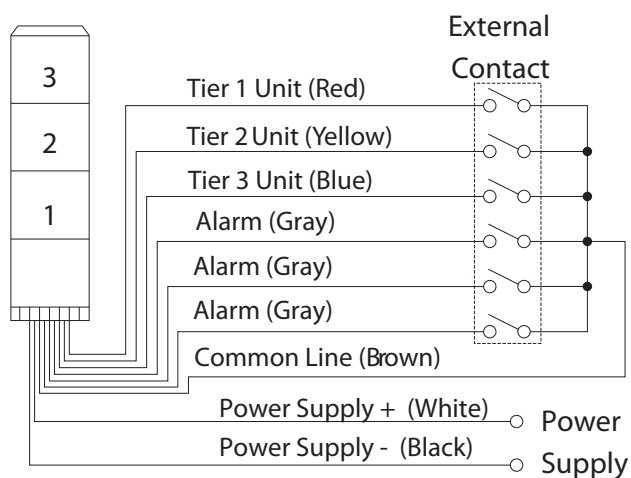 External
Contact
3
2
1
Tier 1 Unit (Red)
Tier 2 Unit (Yellow)
Tier 3 Unit (Blue)
Alarm (Gray)
Alarm (Gray)
Alarm (Gray)
Common Line (Brown)
Power Supply + (White)
Power Supply - (Black)
Power
Supply